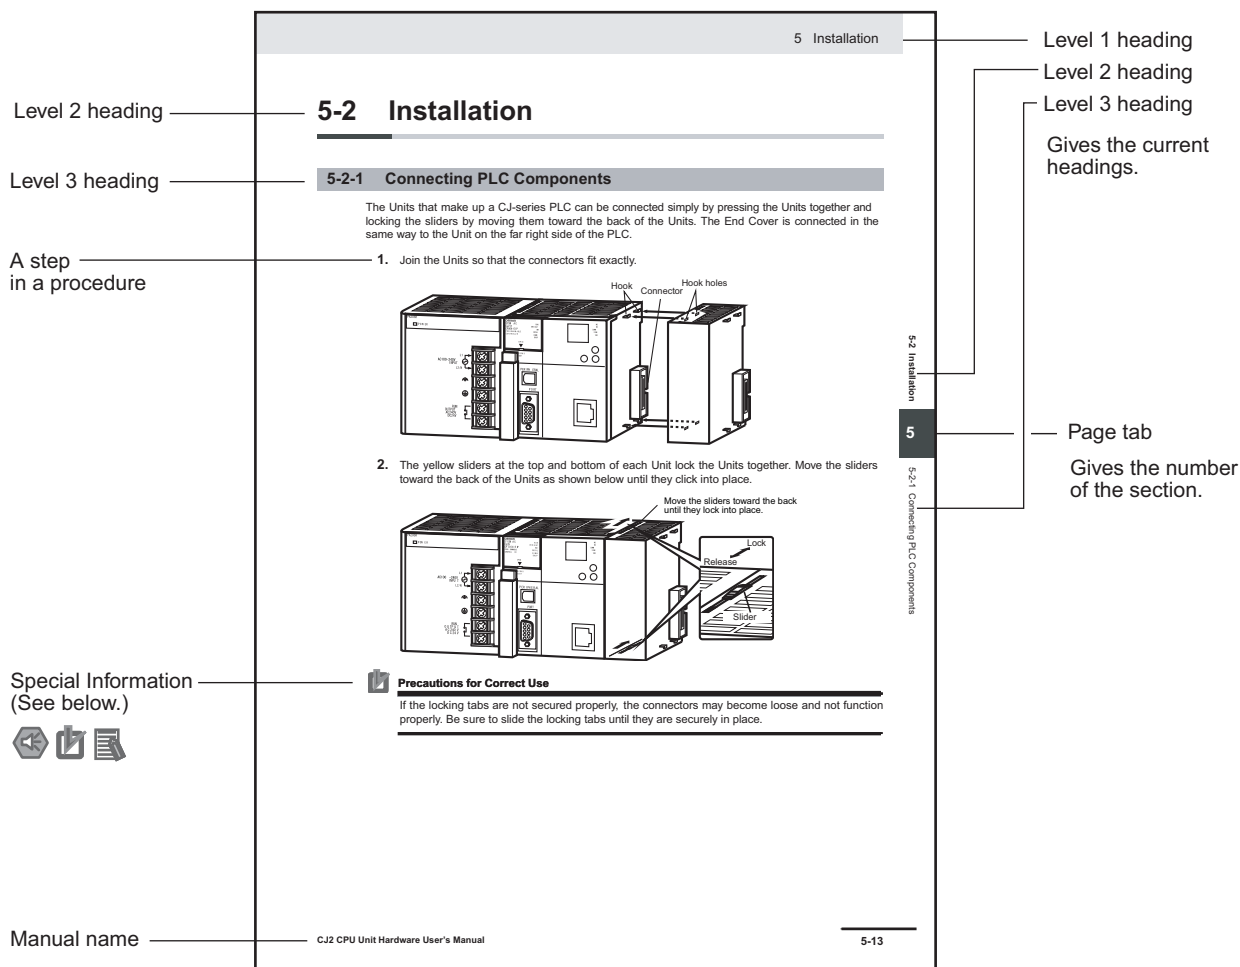 5 Installation
Level 1 heading
Level 2 heading
Level 3 heading
Gives the current
headings.
Level 2 heading
5-2 Installation
Level 3 heading
5-2-1 Connecting PLC Components
The Units that make up a CJ-series PLC can be connected simply by pressing the Units together and
locking the sliders by moving them toward the back of the Units. The End Cover is connected in the
same way to the Unit on the far right side of the PLC.
A step
in a procedure
1. Join the Units so that the connectors fit exactly.
Hook
Connector
Hook holes
5-2 Installation
5
Page tab
Gives the number
of the section.
5-2-1 Connecting PLC Components
2. The yellow sliders at the top and bottom of each Unit lock the Units together. Move the sliders
toward the back of the Units as shown below until they click into place.
Move the sliders toward the back
until they lock into place.
Lock
Release
Slider
Special Information
(See below.)
Precautions for Correct Use
If the locking tabs are not secured properly, the connectors may become loose and not function
properly. Be sure to slide the locking tabs until they are securely in place.
Manual name
CJ2 CPU Unit Hardware User's Manual
5-13